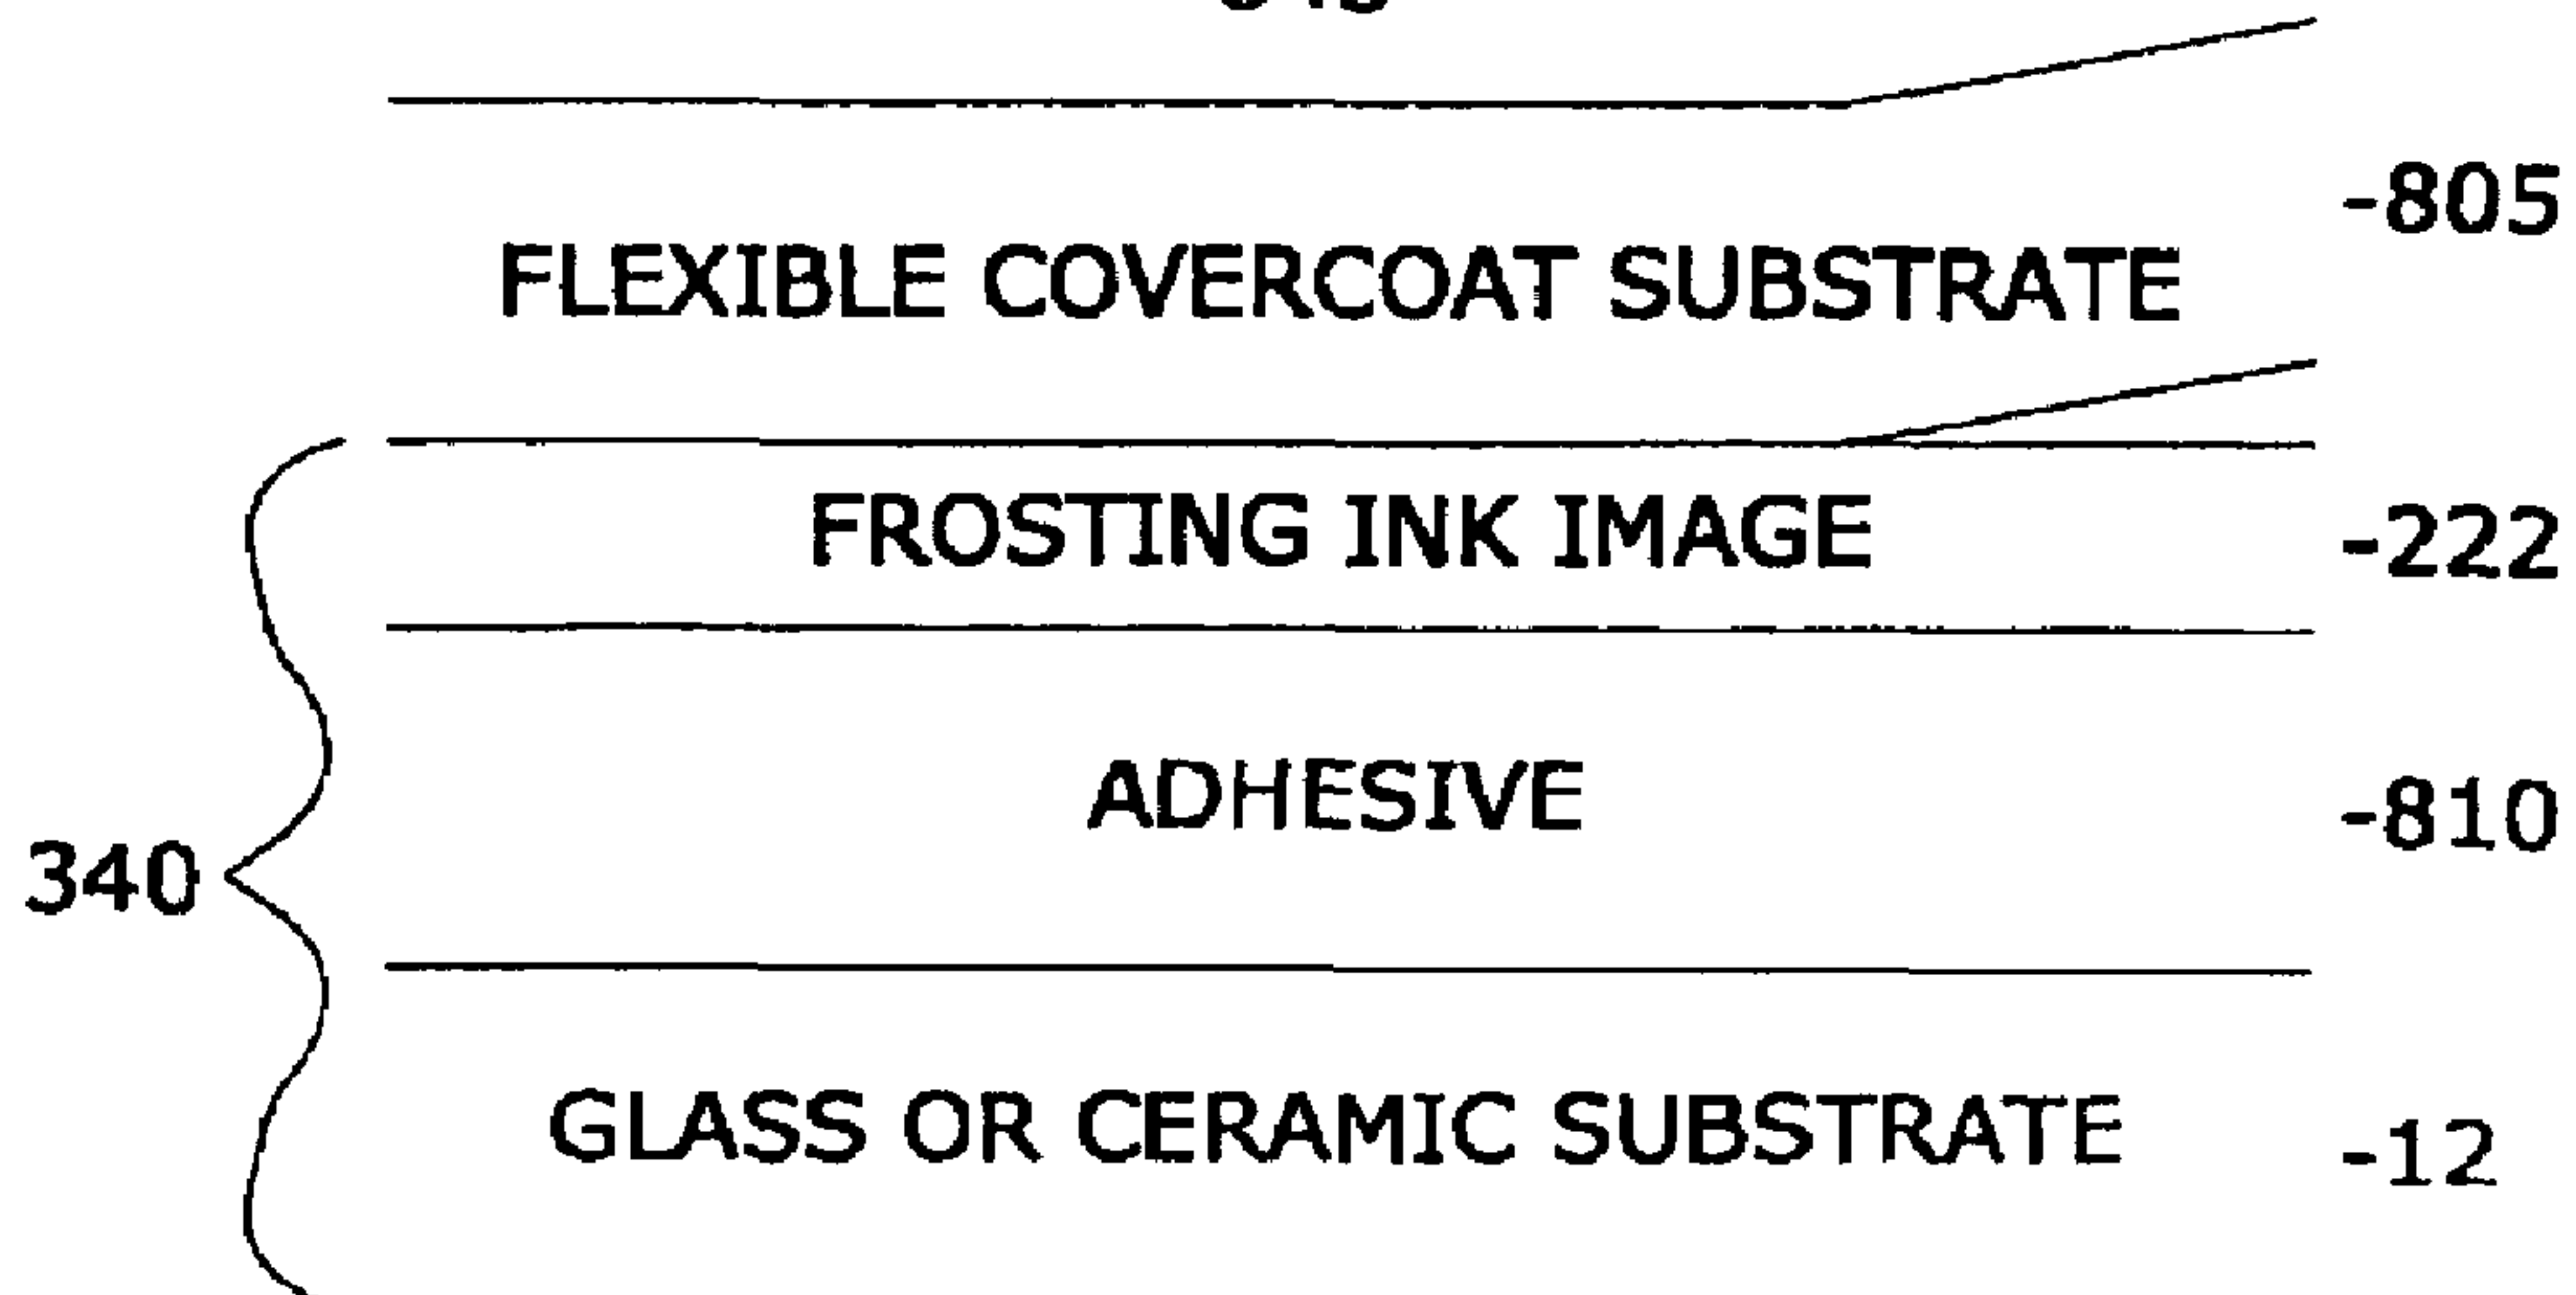 -805
FLEXIBLE COVERCOAT SUBSTRATE
FROSTING INK IMAGE
-222
ADHESIVE
-810
340
GLASS OR CERAMIC SUBSTRATE
-12